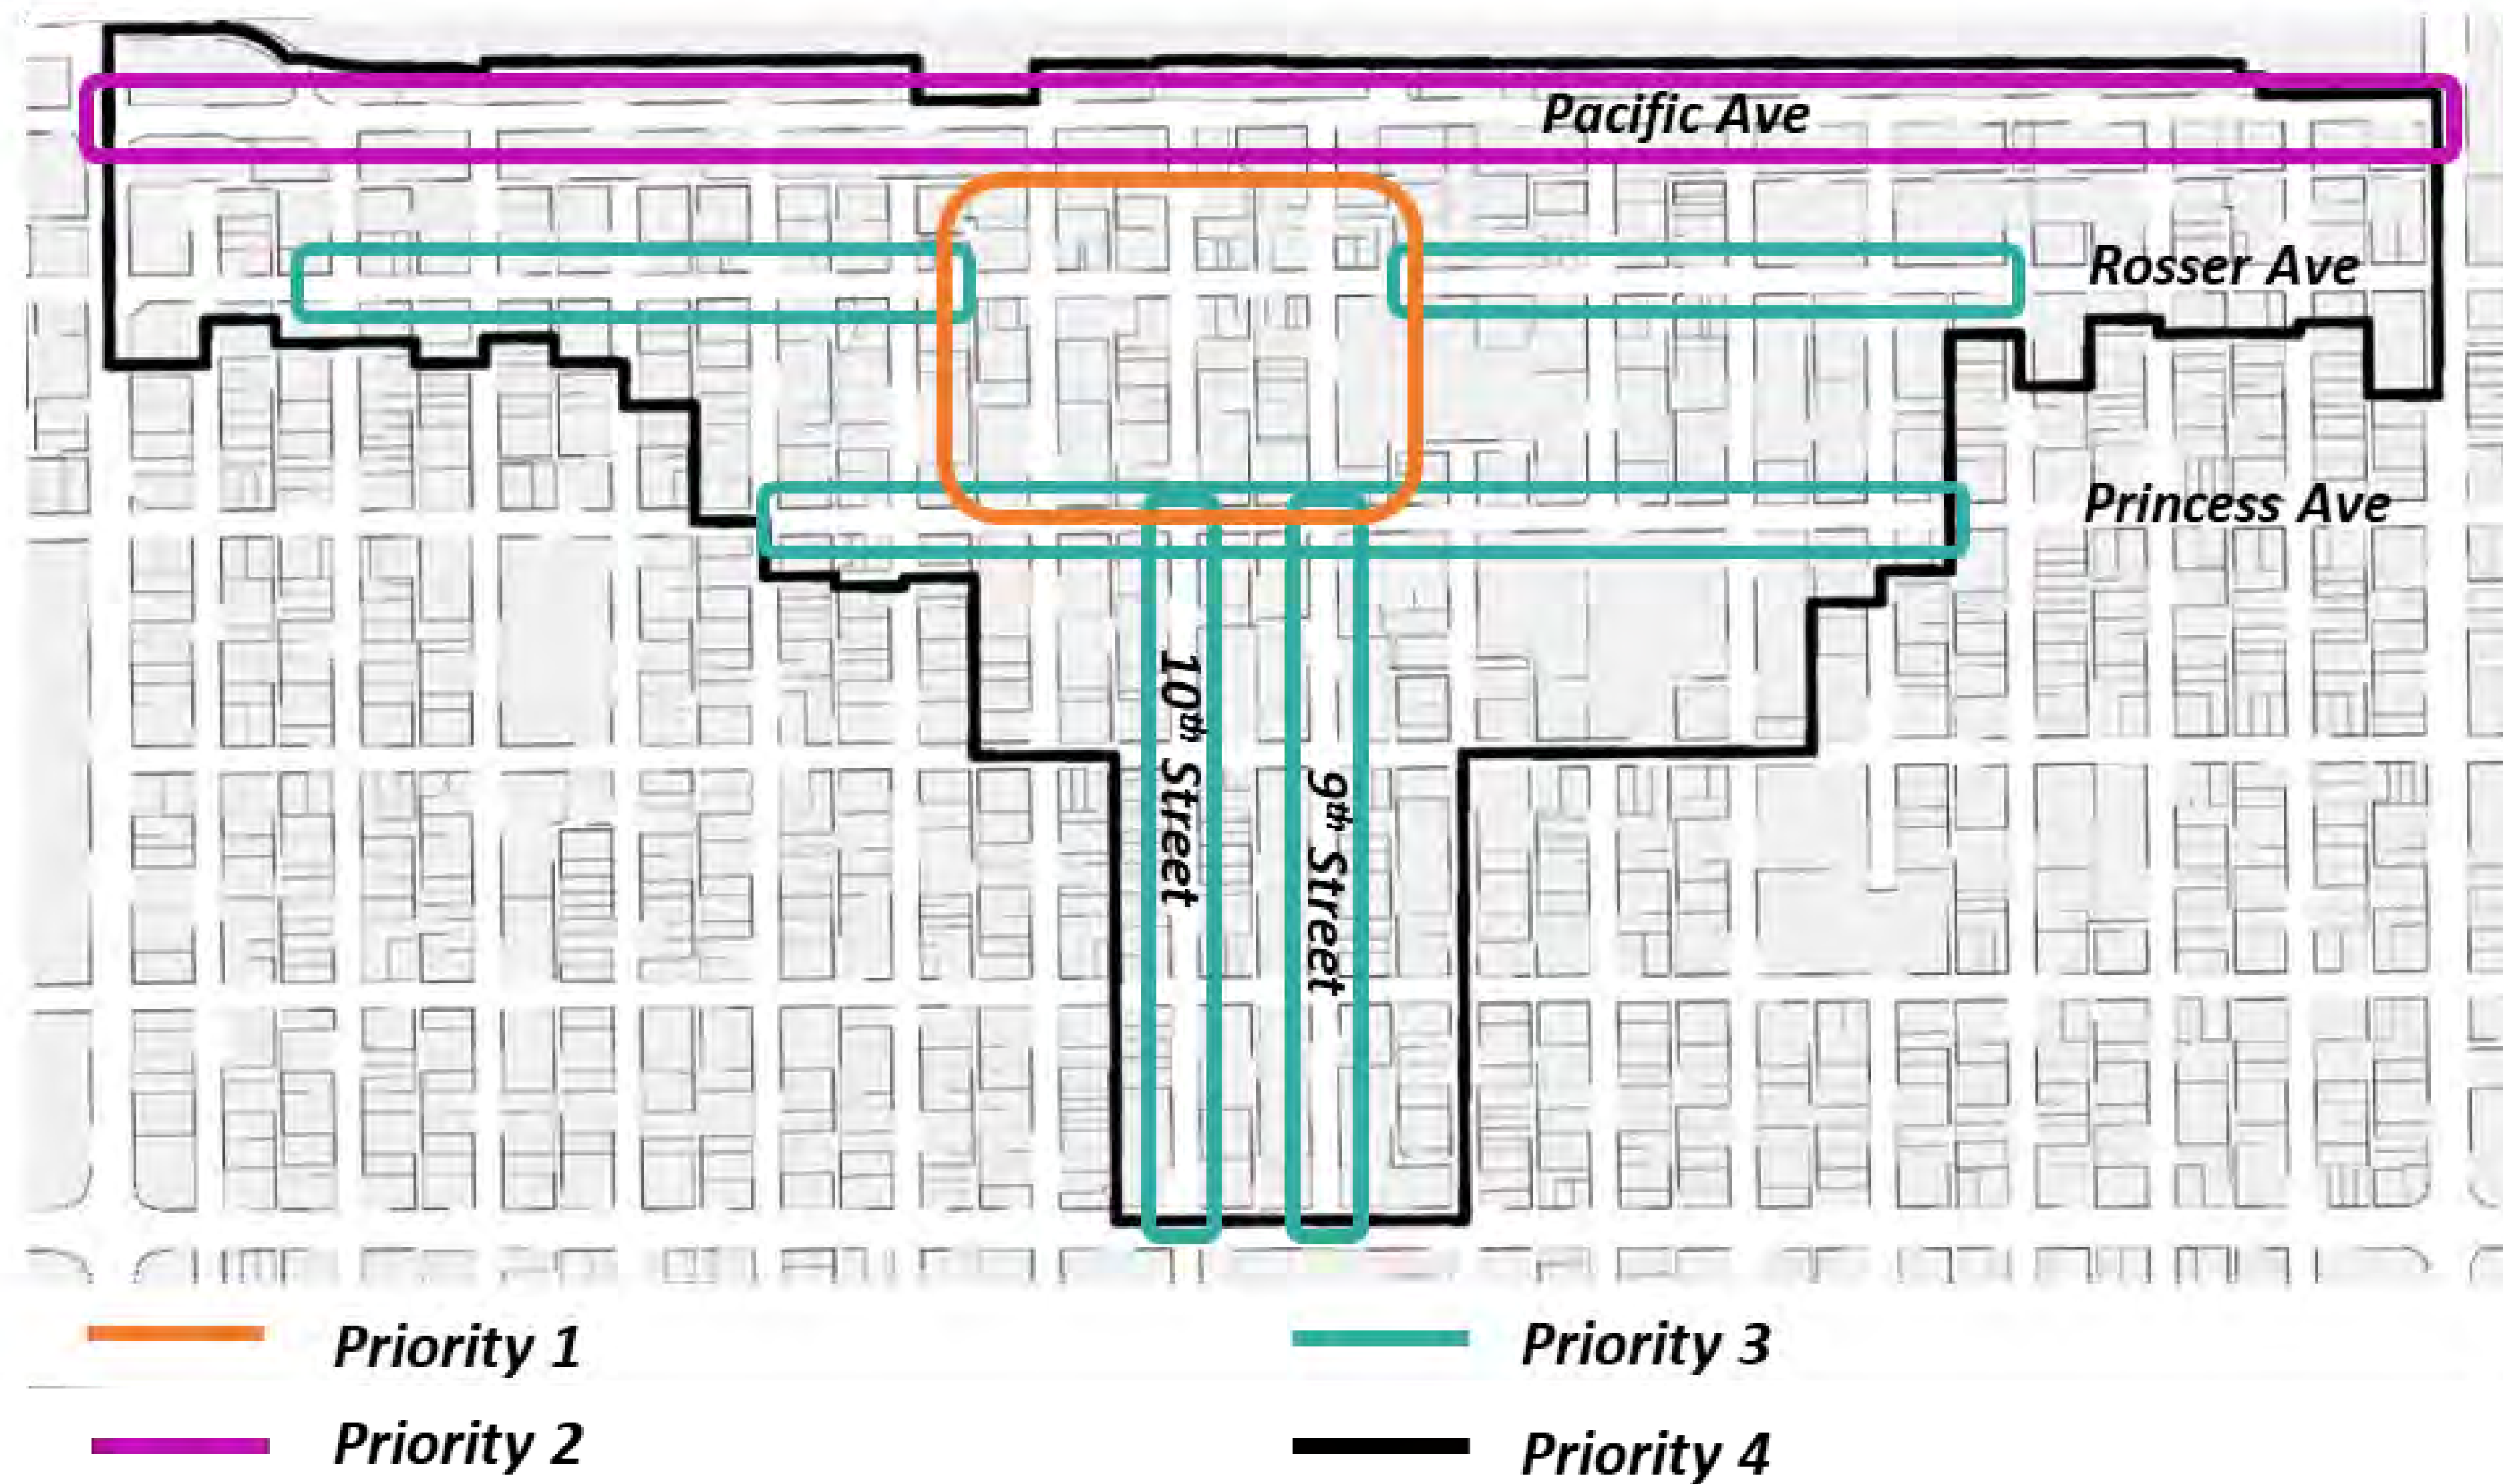 Pacific Ave
Rosser Ave
Princess Ave
10th Street
9th Street
Priority 1
Priority 3
Priority 2
Priority 4